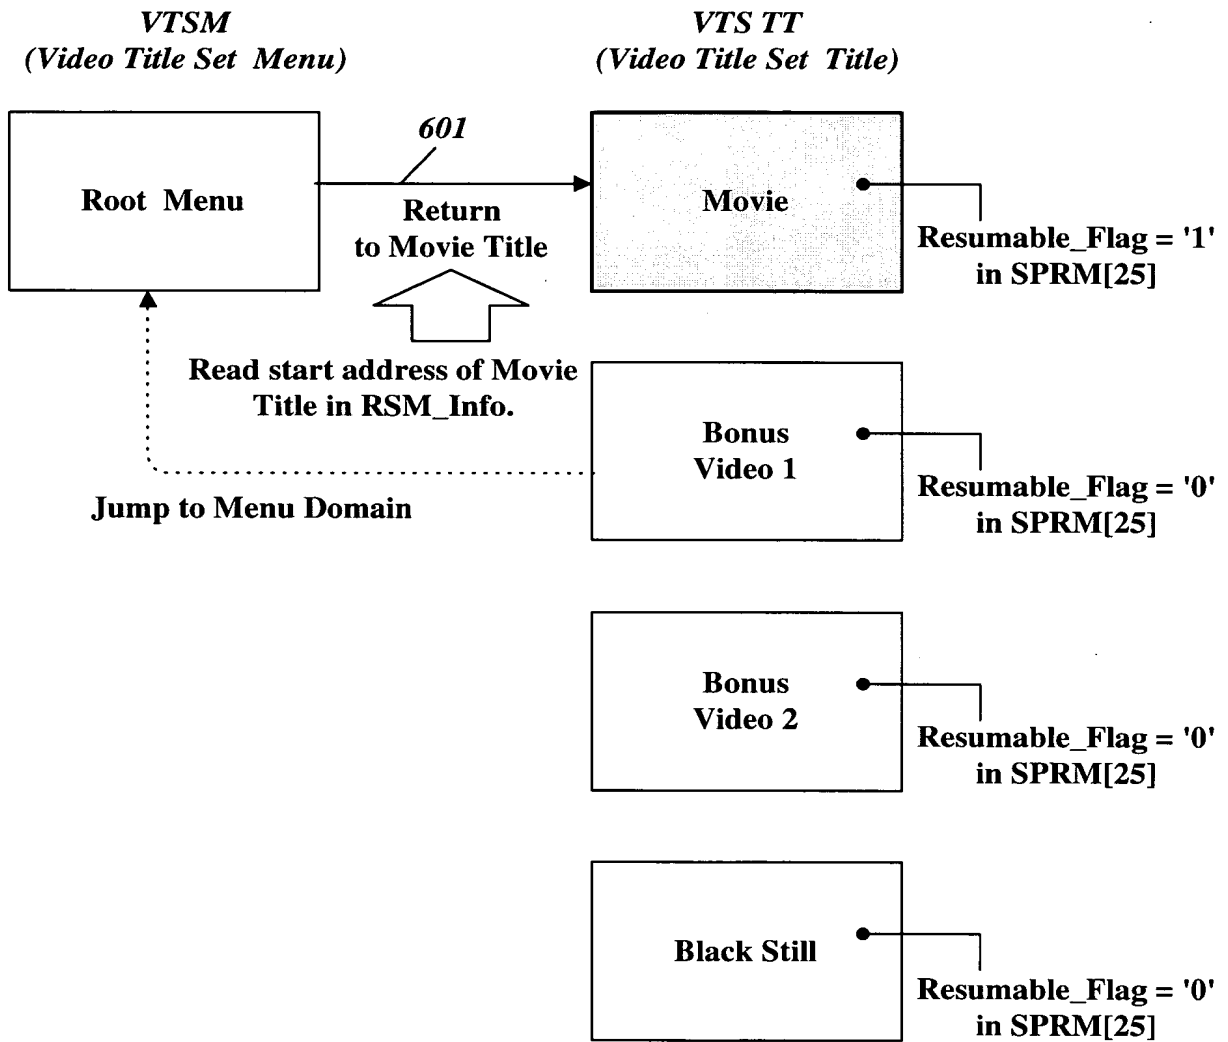 VTSM
(Video Title Set Menu)
VTS TT
(Video Title Set Title)
Root Menu
601
Return
to Movie Title
Movie
Resumable_Flag = '1'
in SPRM[25]
Read start address of Movie
Title in RSM_Info.
Jump to Menu Domain
Bonus
Video 1
Resumable_Flag = '0'
in SPRM[25]
Bonus
Video 2
Resumable_Flag = '0'
in SPRM[25]
Black Still
Resumable_Flag = '0'
in SPRM[25]